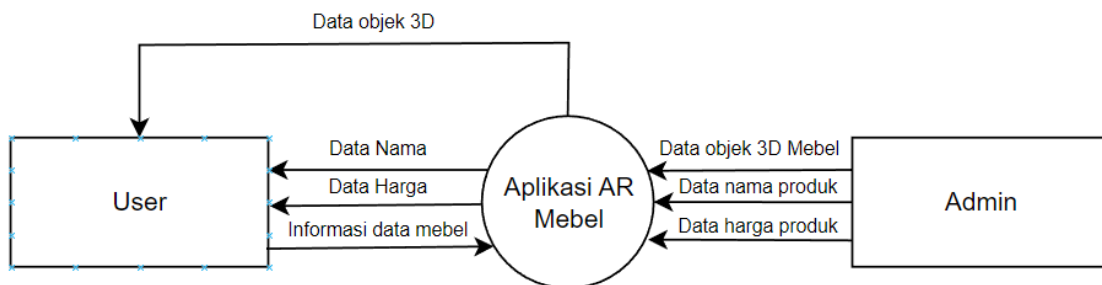 Data objek 3D
Data Nama
Data Harga
Informasi data mebel
User
Aplikasi AR
Mebel
Data objek 3D Mebel
Data nama produk
Data harga produk
Admin